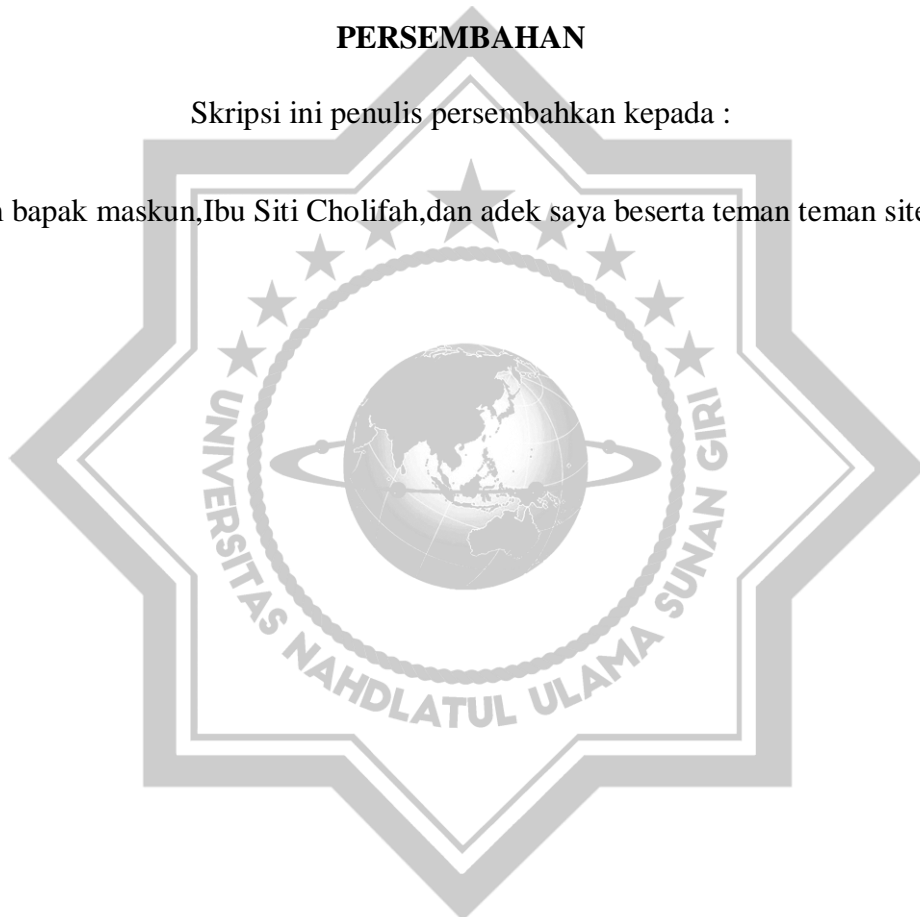 PERSEMBAHAN
Skripsi ini penulis persembahkan kepada :
bapak maskun,Ibu Siti Cholifah,dan adek saya beserta teman teman
UNIVERSITAS NAHDLATUL ULAMA SUNAN GIRI